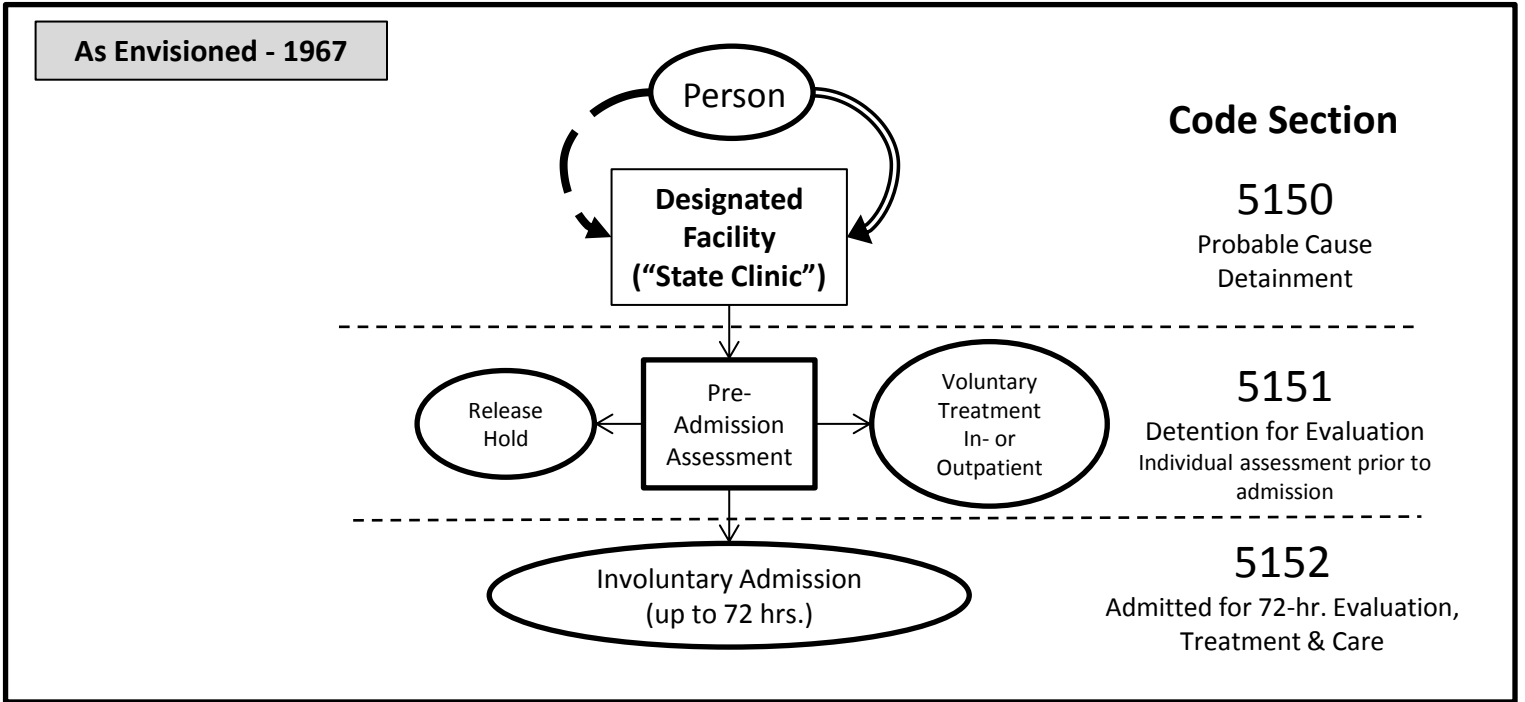 As Envisioned - 1967
Person
Code Section
Designated
Facility
(“State Clinic”)
5150
Probable Cause
Detainment
Release
Hold
Pre-
Admission
Assessment
Voluntary
Treatment
In- or
Outpatient
5151
Detention for Evaluation
Individual assessment prior to
admission
Involuntary Admission
(up to 72 hrs.)
5152
Admitted for 72-hr. Evaluation,
Treatment & Care